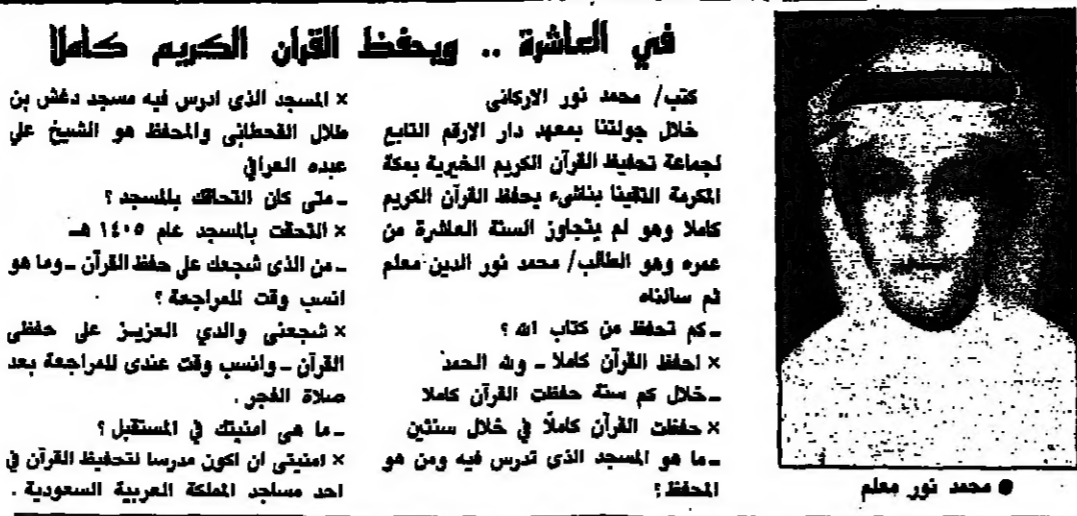 في العاشرة .. ويحفظ القرآن الكريم كاملا
كتب/ محمد نور الاركانى
خلال جولتنا بمعهد دار الارقم التابع
لجماعة تحفيظ القرآن الكريم الخيرية بمكة
المكرمة التقينا بناشىء يحفظ القرآن الكريم
كاملا وهو لم يتجاوز السنة العاشرة من
عمره وهو الطالب/ محمد نور الدين معلم
ثم سالناه
ـ كم تحفظ من كتاب الله ؟
× احفظ القرآن كاملا ـ ولله الحمد
ـ خلال كم سنة حفظت القرآن كاملا
× حفظت القرآن كاملًا في خلال سنتين
ـ ما هو المسجد الذى تدرس فيه ومن هو
المحفظ ؟
× المسجد الذى ادرس فيه مسجد دغش بن
طلال القحطانى والمحفظ هو الشيخ علي
عبده العرافي
ـ متى كان التحاقك بالمسجد ؟
× التحقت بالمسجد عام ١٤٠٥ هـ
ـ من الذى شجعك على حفظ القرآن ـ وما هو
انسب وقت للمراجعة ؟
× شجعنى والدي العزيز على حفظى
القرآن ـ وانسب وقت عندى للمراجعة بعد
صلاة الفجر .
ـ ما هى امنيتك في المستقبل ؟
× امنيتى ان اكون مدرسا لتحفيظ القرآن في
احد مساجد المملكة العربية السعودية .
● محمد نور معلم